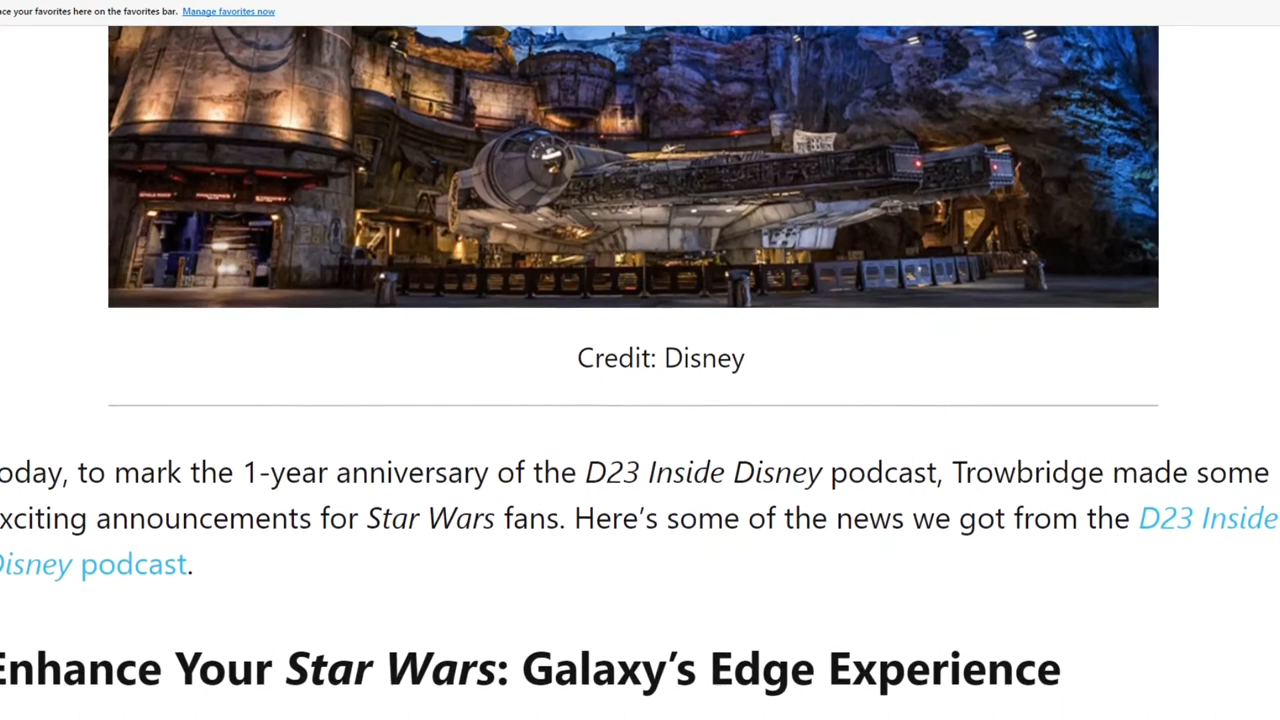 ce your favorites here on the favorites bar. Manage favorites now
Credit: Disney
oday, to mark the 1-year anniversary of the D23 Inside Disney podcast, Trowbridge made some
xciting announcements for Star Wars fans. Here’s some of the news we got from the D23 Inside
Disney podcast.
Enhance Your Star Wars: Galaxy’s Edge Experience